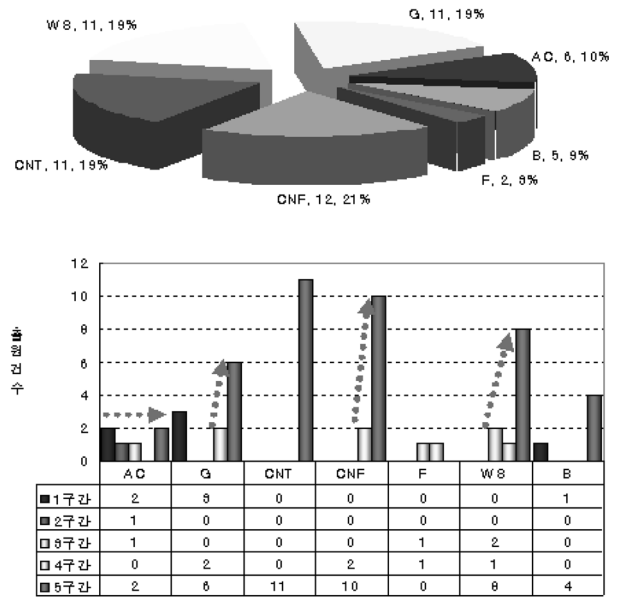 WS, 11, 19%
G, 11, 19%
AC, 6, 10%
B, 5, 9%
F, 2, 3%
CNF, 12, 21%
CNT, 11, 19%
출원건수
12
10
8
6
4
2
0
AC G CNT CNF F WS B
1구간 2 3 0 0 0 0 1
2구간 1 0 0 0 0 0 0
3구간 1 0 0 0 1 2 0
4구간 0 2 0 2 1 1 0
5구간 2 6 11 10 0 8 4